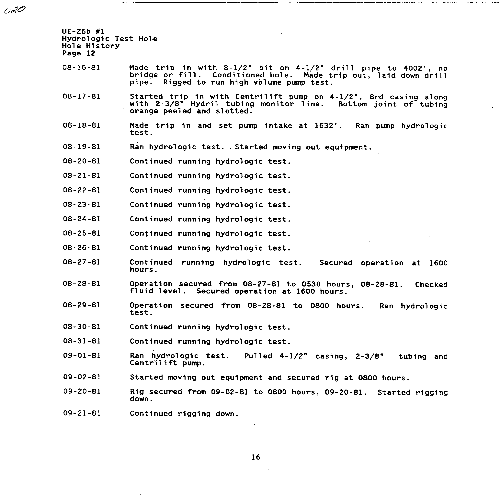 UE-25b #1
Hydrologic Test Hole
Hole History
Page 12
08-16-81 Made trip in with 8-1/2" bit on 4-1/2" drill pipe to 4002', no
bridge or fill. Conditioned hole. Made trip out, laid down drill
pipe. Rigged to run high volume pump test.
08-17-81 Started trip in with Centrilift pump on 4-1/2", 8rd casing along
with 2-3/8" Hydril tubing monitor line. Bottom joint of tubing
orange peeled and slotted.
08-18-81 Made trip in and set pump intake at 1632'. Ran pump hydrologic
test.
08-19-81 Ran hydrologic test. Started moving out equipment.
08-20-81 Continued running hydrologic test.
08-21-81 Continued running hydrologic test.
08-22-81 Continued running hydrologic test.
08-23-81 Continued running hydrologic test.
08-24-81 Continued running hydrologic test.
08-25-81 Continued running hydrologic test.
08-26-81 Continued running hydrologic test.
08-27-81 Continued running hydrologic test. Secured operation at 1600
hours.
08-28-81 Operation secured from 08-27-81 to 0530 hours, 08-28-81. Checked
fluid level. Secured operation at 1600 hours.
08-29-81 Operation secured from 08-28-81 to 0800 hours. Ran hydrologic
test.
08-30-81 Continued running hydrologic test.
08-31-81 Continued running hydrologic test.
09-01-81 Ran hydrologic test. Pulled 4-1/2" casing, 2-3/8" tubing and
Centrilift pump.
09-02-81 Started moving out equipment and secured rig at 0800 hours.
09-20-81 Rig secured from 09-02-81 to 0800 hours, 09-20-81. Started rigging
down.
09-21-81 Continued rigging down.
16